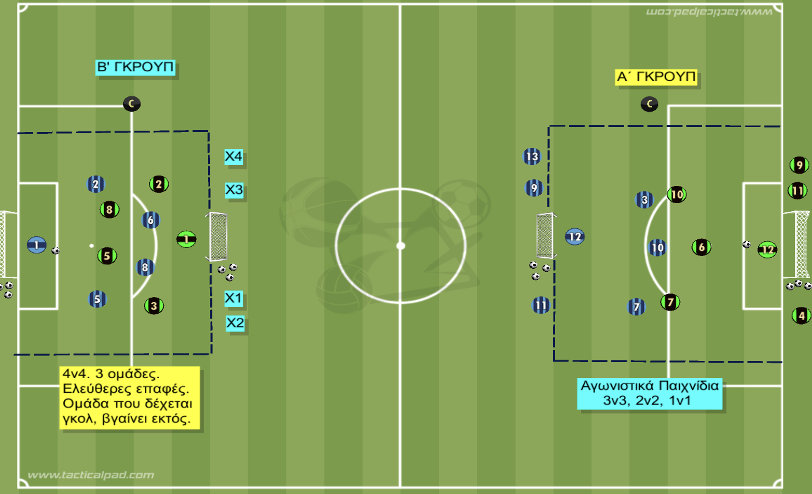 www.tacticalpad.com
Β' ΓΚΡΟΥΠ
Α΄ ΓΚΡΟΥΠ
C
C
X4
X3
X1
X2
2
2
8
6
1
1
5
8
5
3
13
9
3
10
12
10
6
12
11
7
7
9
11
4
4v4. 3 ομάδες.
Ελεύθερες επαφές.
Ομάδα που δέχεται
γκολ, βγαίνει εκτός.
Αγωνιστικά Παιχνίδια
3v3, 2v2, 1v1
www.tacticalpad.com